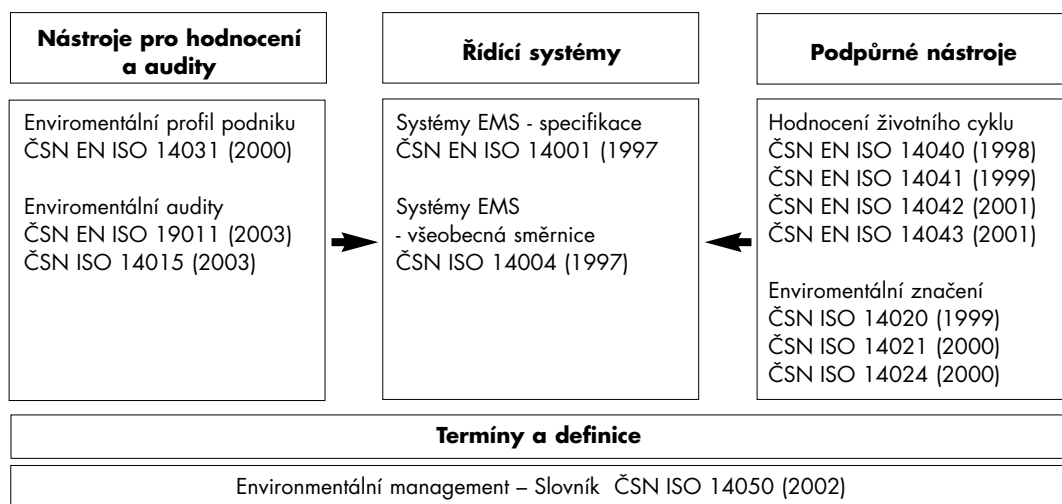 Nástroje pro hodnocení
a audity
Enviromentální profil podniku
ČSN EN ISO 14031 (2000)
Enviromentální audity
ČSN EN ISO 19011 (2003)
ČSN ISO 14015 (2003)
Řídící systémy
Systémy EMS - specifikace
ČSN EN ISO 14001 (1997
Systémy EMS
- všeobecná směrnice
ČSN ISO 14004 (1997)
Podpůrné nástroje
Hodnocení životního cyklu
ČSN EN ISO 14040 (1998)
ČSN EN ISO 14041 (1999)
ČSN EN ISO 14042 (2001)
ČSN EN ISO 14043 (2001)
Enviromentální značení
ČSN ISO 14020 (1999)
ČSN ISO 14021 (2000)
ČSN ISO 14024 (2000)
Termíny a definice
Environmentální management – Slovník ČSN ISO 14050 (2002)